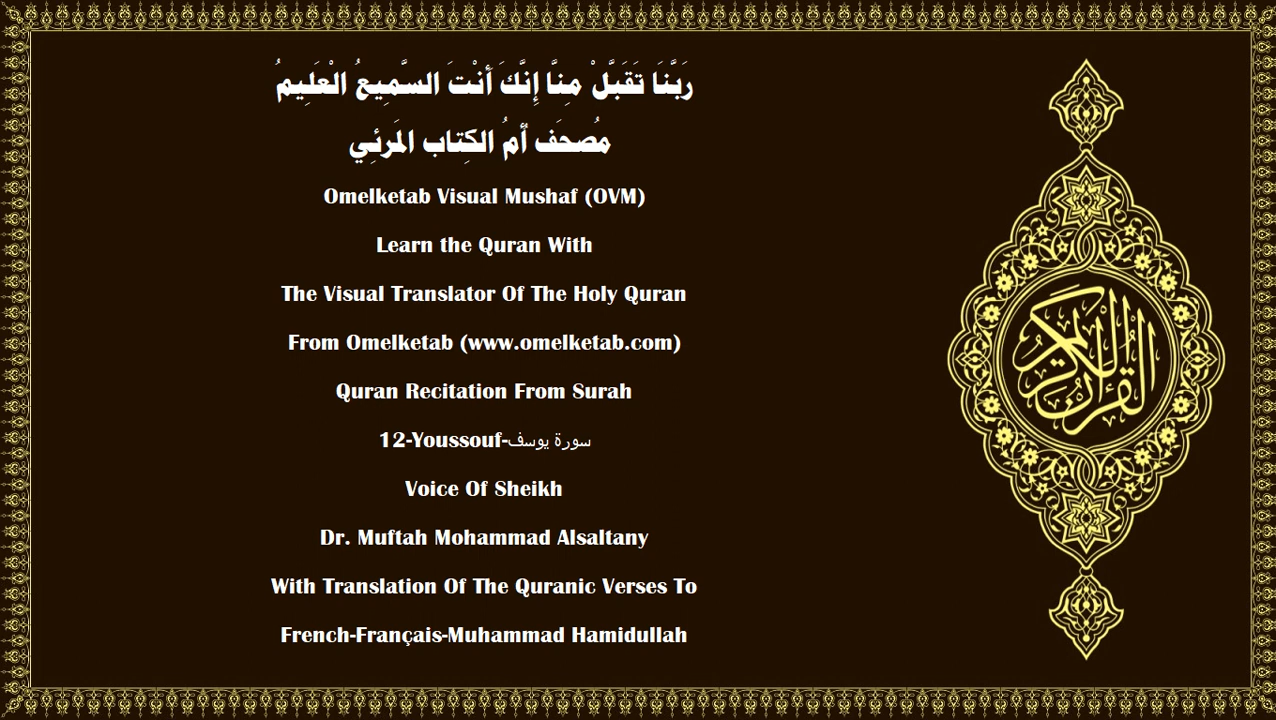 رَبَّنَا تَقَبَّلْ مِنَّا إِنَّكَ أَنْتَ السَّمِيعُ الْعَلِيمُ
مُصحَف أمُ الكِتاب المَرئِي
Omelketab Visual Mushaf (OVM)
Learn the Quran With
The Visual Translator Of The Holy Quran
From Omelketab (www.omelketab.com)
Quran Recitation From Surah
12-Youssouf-سورة يوسف
Voice Of Sheikh
Dr. Muftah Mohammad Alsaltany
With Translation Of The Quranic Verses To
French-Français-Muhammad Hamidullah
القرآن الكريم